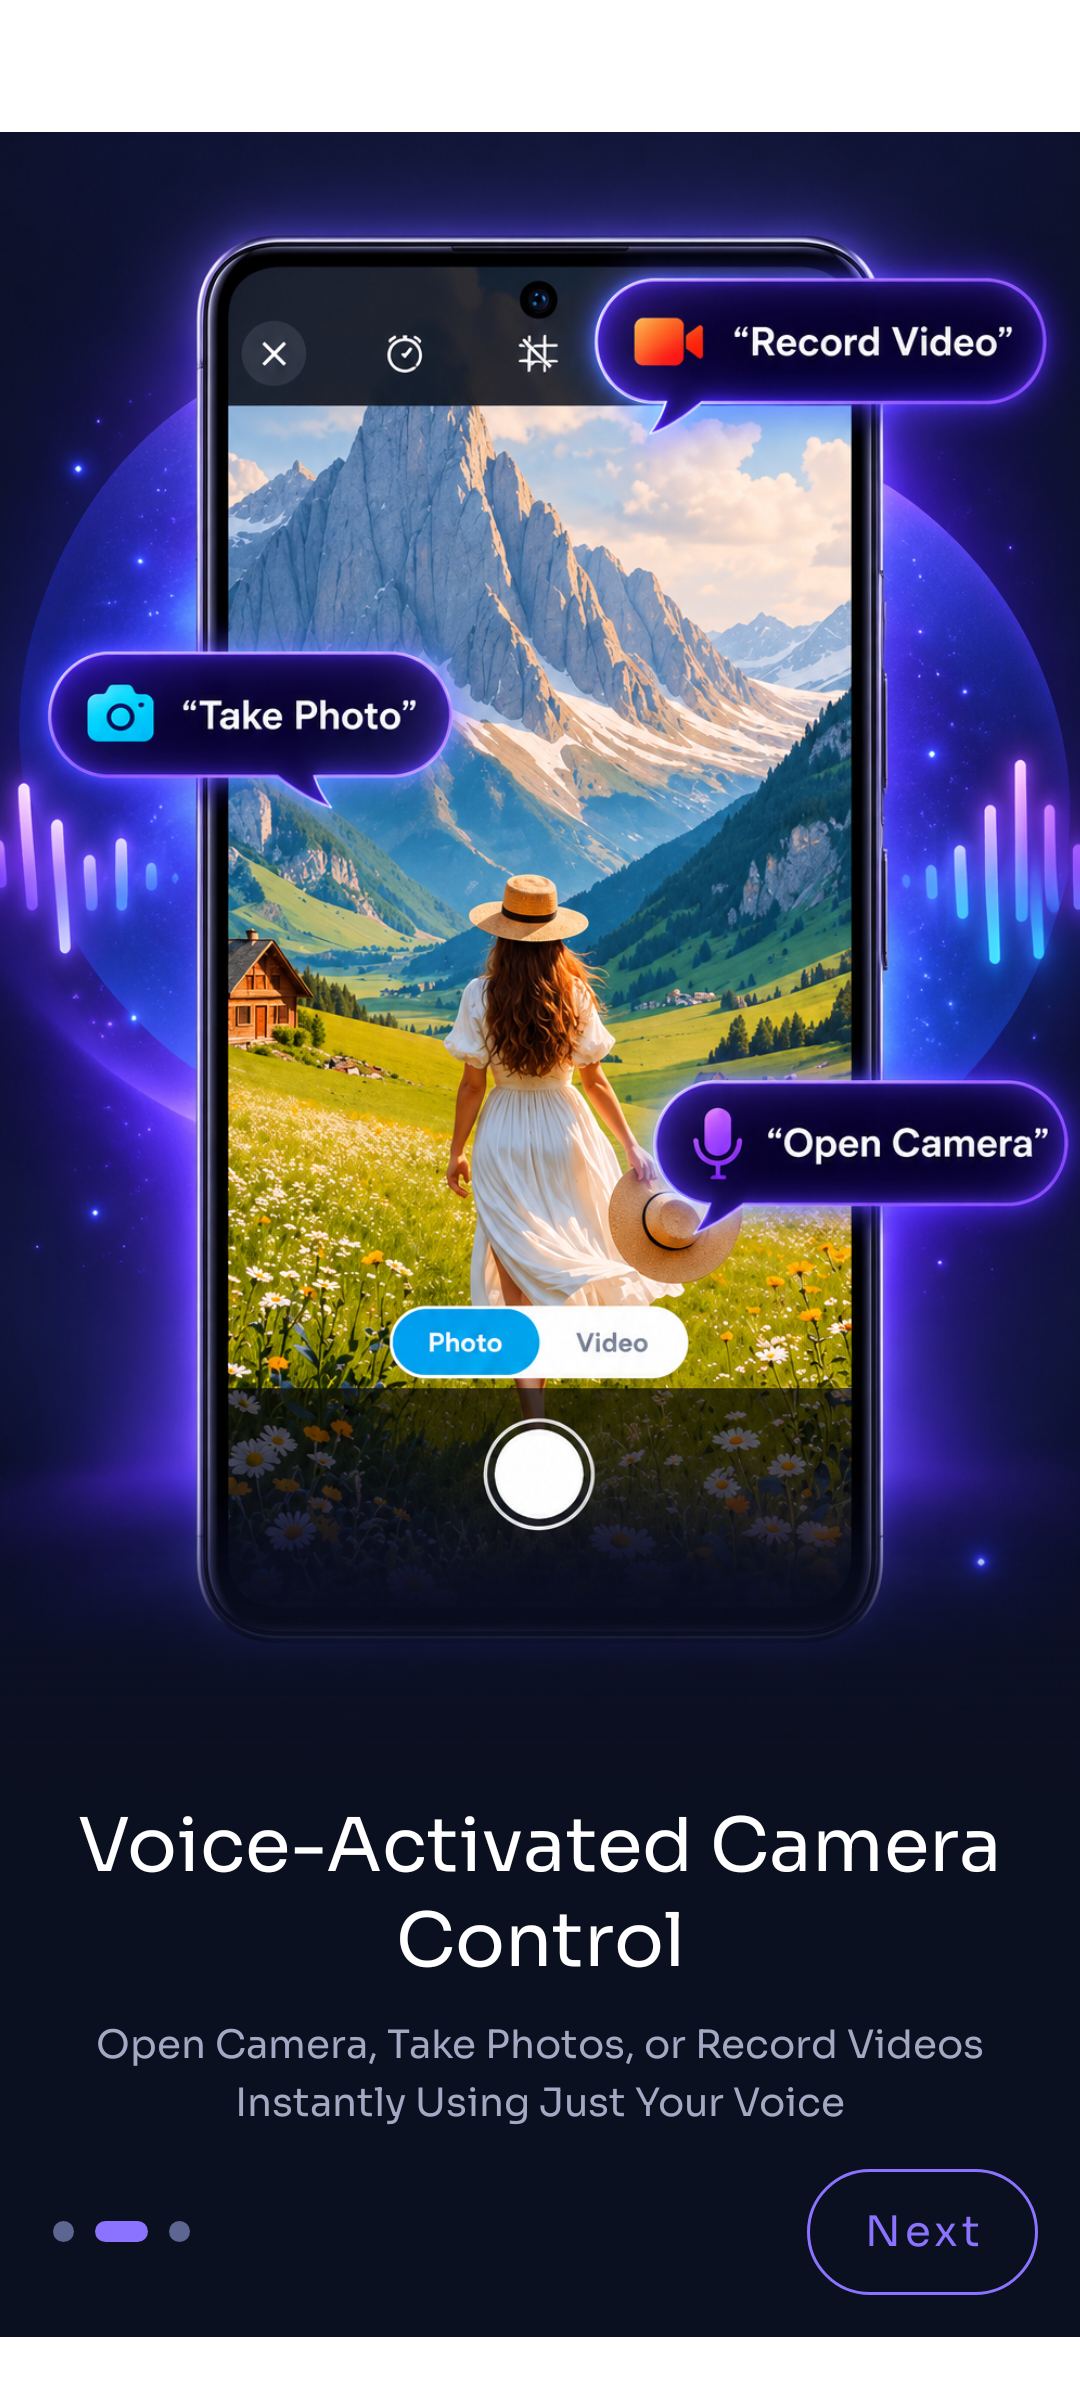 “Record Video”
“Take Photo”
“Open Camera”
Photo
Video
Voice-Activated Camera
Control
Open Camera, Take Photos, or Record Videos
Instantly Using Just Your Voice
Next